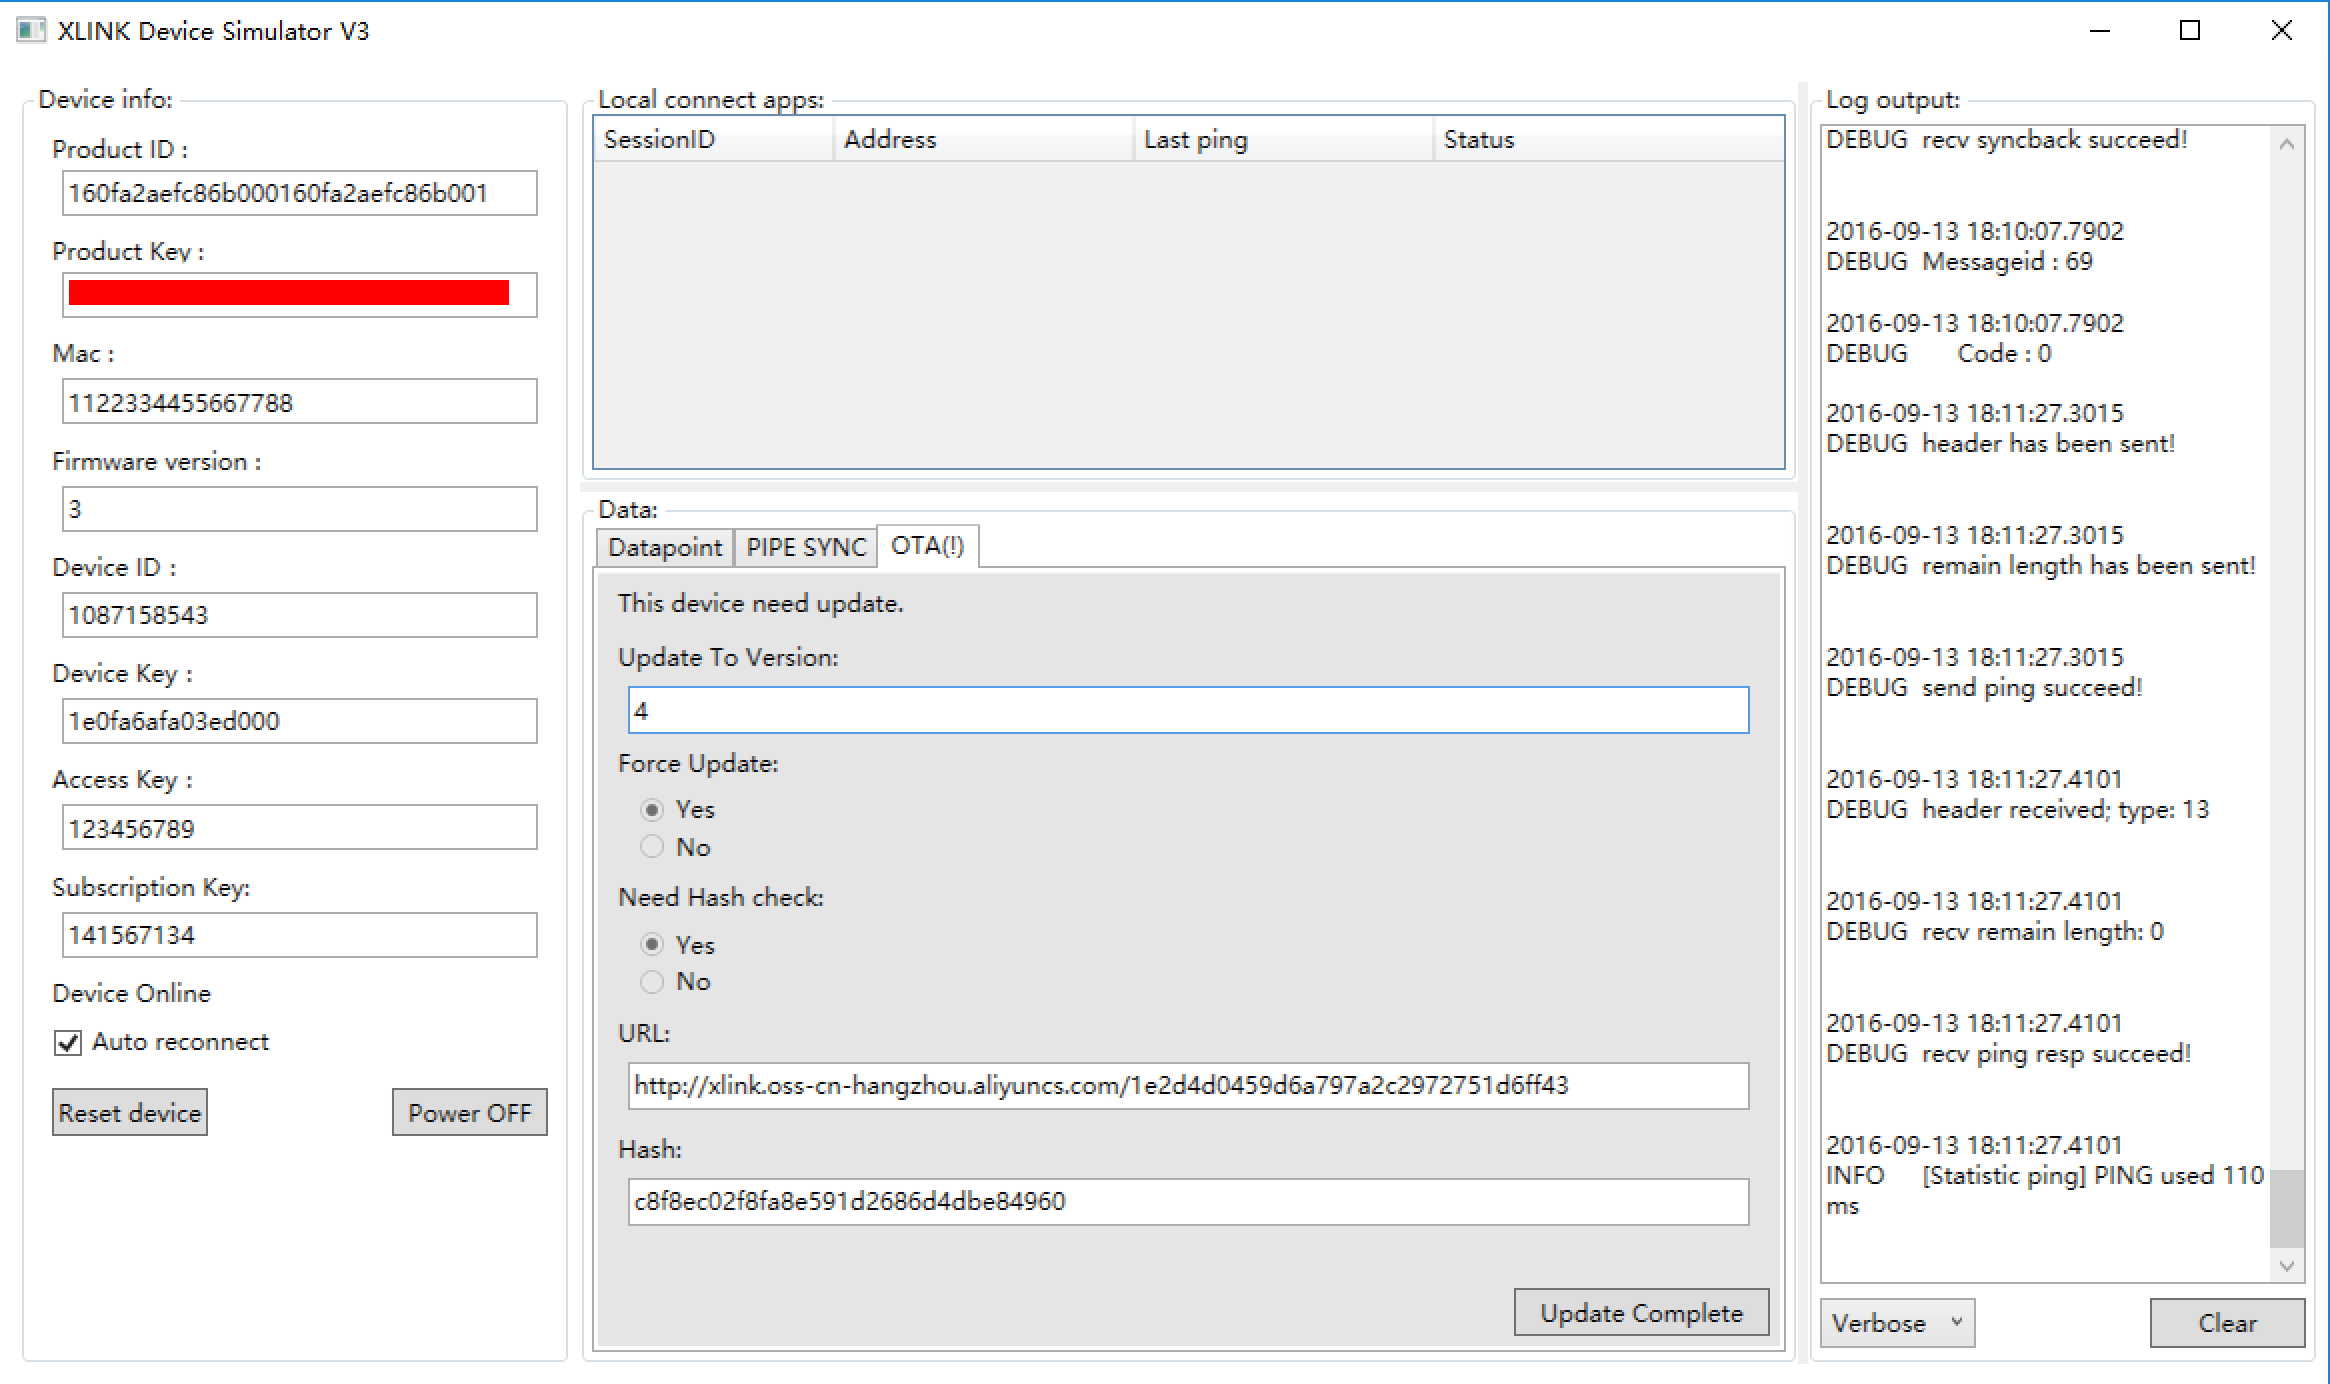 XLINK Device Simulator V3
Device info:
Product ID :
160fa2aefc86b000160fa2aefc86b001
Product Key :
Mac :
1122334455667788
Firmware version :
3
Device ID :
1087158543
Device Key :
1e0fa6afa03ed000
Access Key :
123456789
Subscription Key:
141567134
Device Online
Auto reconnect
Reset device
Power OFF
Local connect apps:
SessionID Address Last ping Status
Data:
Datapoint PIPE SYNC OTA(!)
This device need update.
Update To Version:
4
Force Update:
Yes
No
Need Hash check:
Yes
No
URL:
http://xlink.oss-cn-hangzhou.aliyuncs.com/1e2d4d0459d6a797a2c2972751d6ff43
Hash:
c8f8ec02f8fa8e591d2686d4dbe84960
Update Complete
Log output:
DEBUG recv syncback succeed!
2016-09-13 18:10:07.7902
DEBUG Messageid : 69
2016-09-13 18:10:07.7902
DEBUG Code : 0
2016-09-13 18:11:27.3015
DEBUG header has been sent!
2016-09-13 18:11:27.3015
DEBUG remain length has been sent!
2016-09-13 18:11:27.3015
DEBUG send ping succeed!
2016-09-13 18:11:27.4101
DEBUG header received; type: 13
2016-09-13 18:11:27.4101
DEBUG recv remain length: 0
2016-09-13 18:11:27.4101
DEBUG recv ping resp succeed!
2016-09-13 18:11:27.4101
INFO [Statistic ping] PING used 110
ms
Verbose
Clear